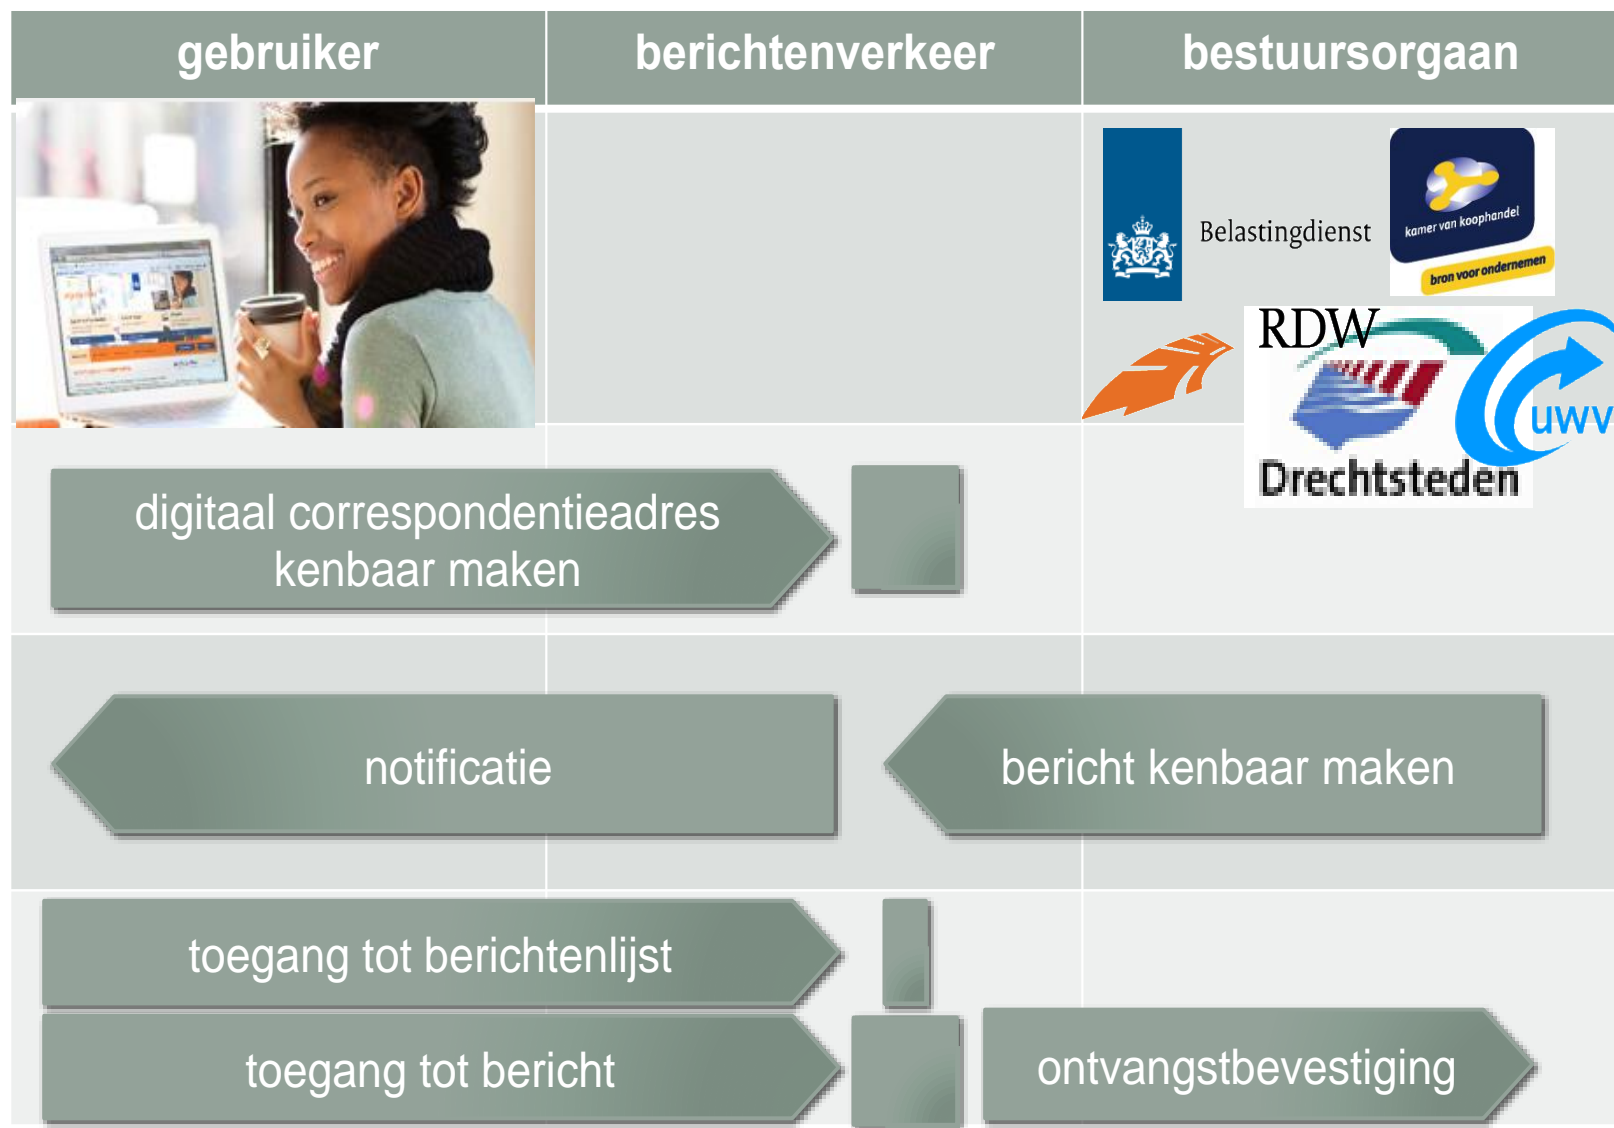 gebruiker
berichtenverkeer
bestuursorgaan
Belastingdienst
kamer van koophandel
bron voor ondernemen
RDW
Drechtsteden
uwv
digitaal correspondentieadres
kenbaar maken
notificatie
bericht kenbaar maken
toegang tot berichtenlijst
toegang tot bericht
ontvangstbevestiging